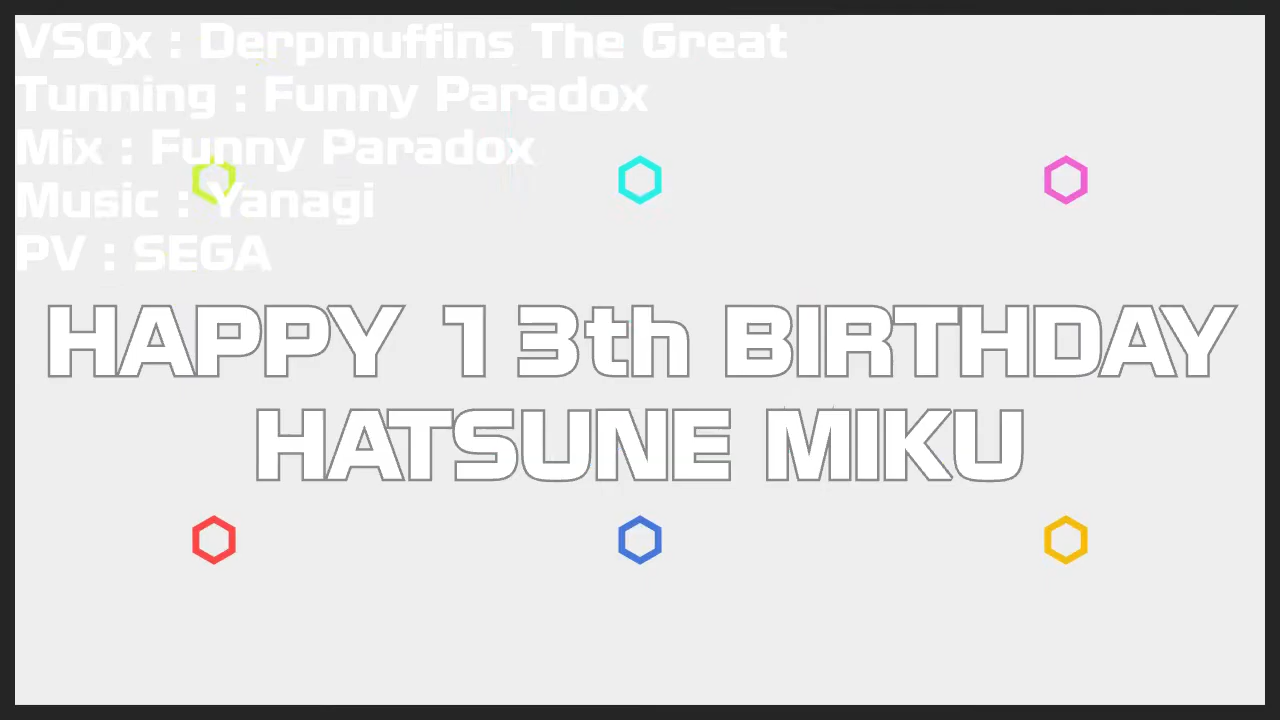 VSQx : Derpmuffins The Great
Tunning : Funny Paradox
Mix : Funny Paradox
Music : Yanagi
PV : SEGA
HAPPY 13th BIRTHDAY
HATSUNE MIKU